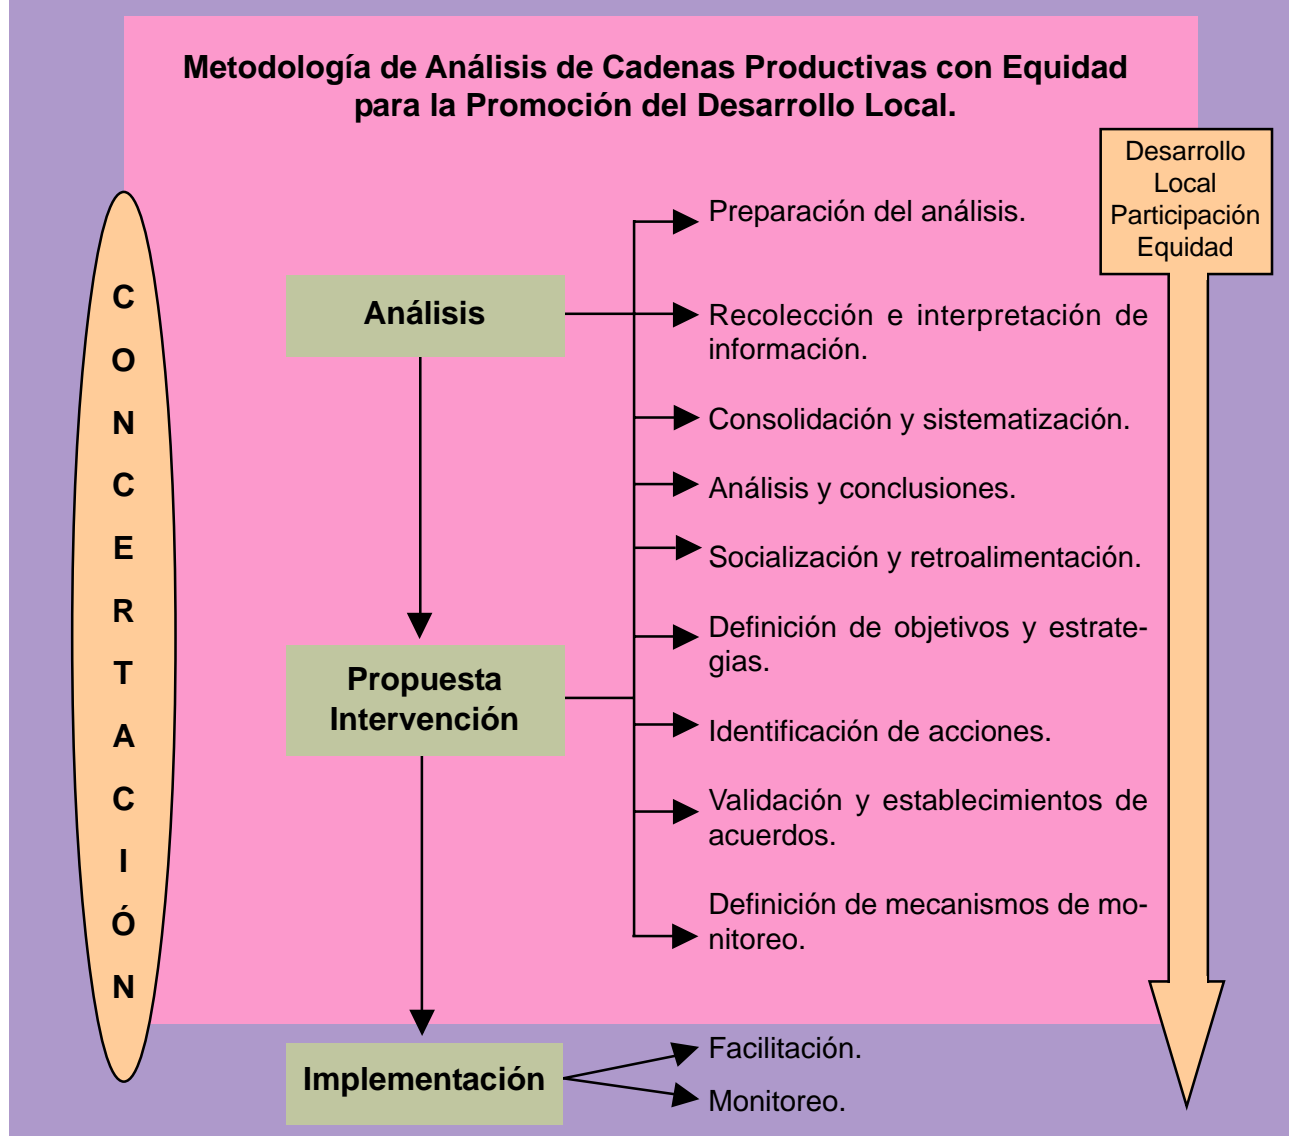 Metodología de Análisis de Cadenas Productivas con Equidad
para la Promoción del Desarrollo Local.
Desarrollo
Local
Participación
Equidad
C
O
N
C
E
R
T
A
C
I
Ó
N
Análisis
Preparación del análisis.
Recolección e interpretación de
información.
Consolidación y sistematización.
Análisis y conclusiones.
Socialización y retroalimentación.
Propuesta
Intervención
Definición de objetivos y estrate-
gias.
Identificación de acciones.
Validación y establecimientos de
acuerdos.
Definición de mecanismos de mo-
nitoreo.
Implementación
Facilitación.
Monitoreo.